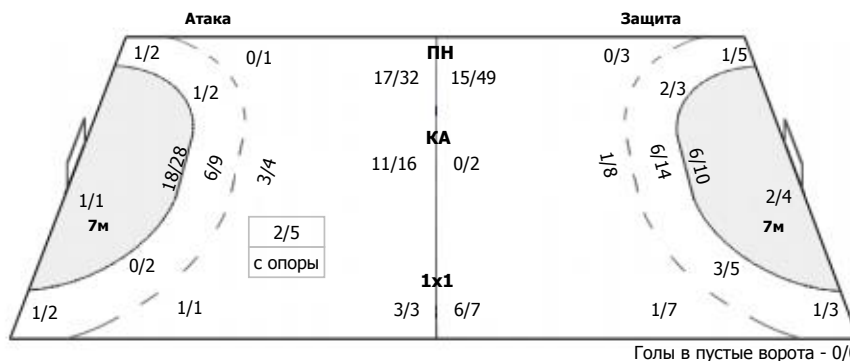 Атака Защита
1/2 0/1 ПН 0/3 1/5
17/32 15/49
1/2 2/3
КА
18/28 6/9 3/4 11/16 0/2 1/8 6/14 6/10
1/1 2/4
7м 7м
2/5
с опоры
0/2 3/5
1x1
1/2 1/1 3/3 6/7 1/7 1/3
Голы в пустые ворота -